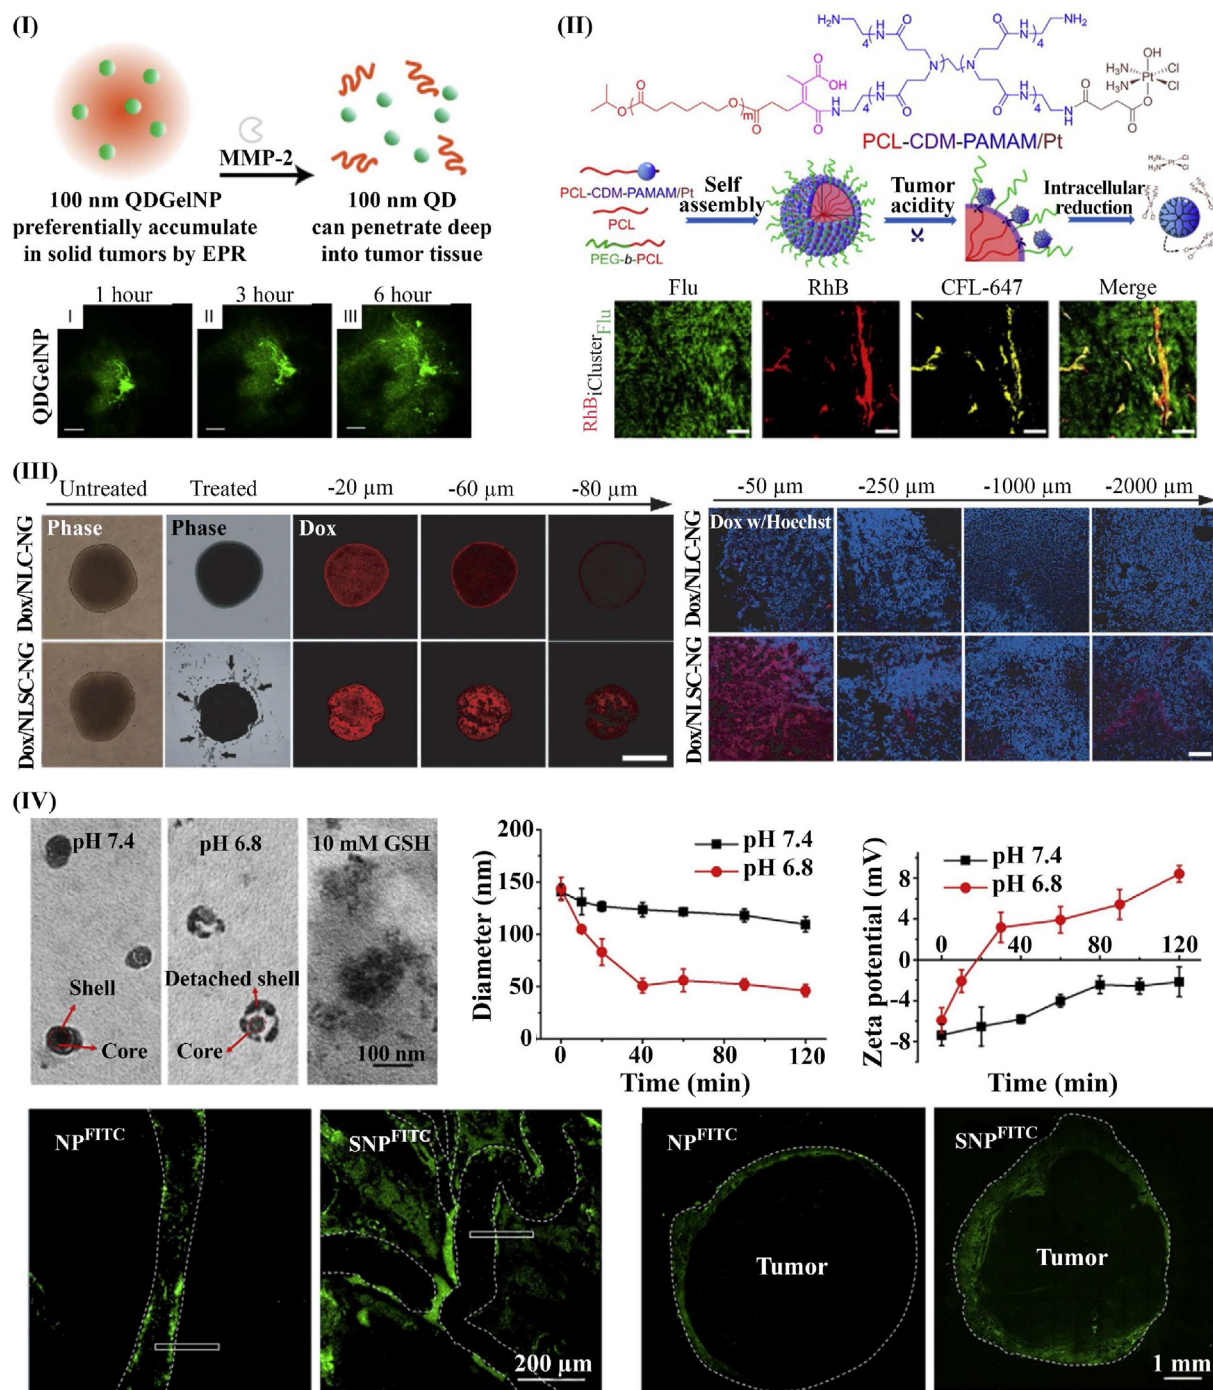 (I)
MMP-2
100 nm QDGelNP
preferentially accumulate
in solid tumors by EPR
100 nm QD
can penetrate deep
into tumor tissue
1 hour
3 hour
6 hour
QDGelNP
I
II
III
(II)
H₂N
NH₂
PCL-CDM-PAMAM/Pt
PCL-CDM-PAMAM/Pt
PCL
PEG-b-PCL
Self
assembly
Tumor
acidity
Intracellular
reduction
Flu
RhB
CFL-647
Merge
RhBiClusterFlu
(III)
Untreated
Treated
-20 µm
-60 µm
-80 µm
Phase
Phase
Dox
Dox/NLC-NG
Dox/NLSC-NG
-50 µm
-250 µm
-1000 µm
-2000 µm
Dox w/Hoechst
Dox/NLC-NG
Dox/NLSC-NG
(IV)
pH 7.4
pH 6.8
10 mM GSH
Shell
Core
Detached shell
Core
100 nm
Diameter (nm)
200
150
100
50
0
0
40
80
120
Time (min)
pH 7.4
pH 6.8
Zeta potential (mV)
8
4
0
-4
-8
0
40
80
120
Time (min)
pH 7.4
pH 6.8
NP^FITC
SNP^FITC
200 µm
NP^FITC
Tumor
SNP^FITC
Tumor
1 mm